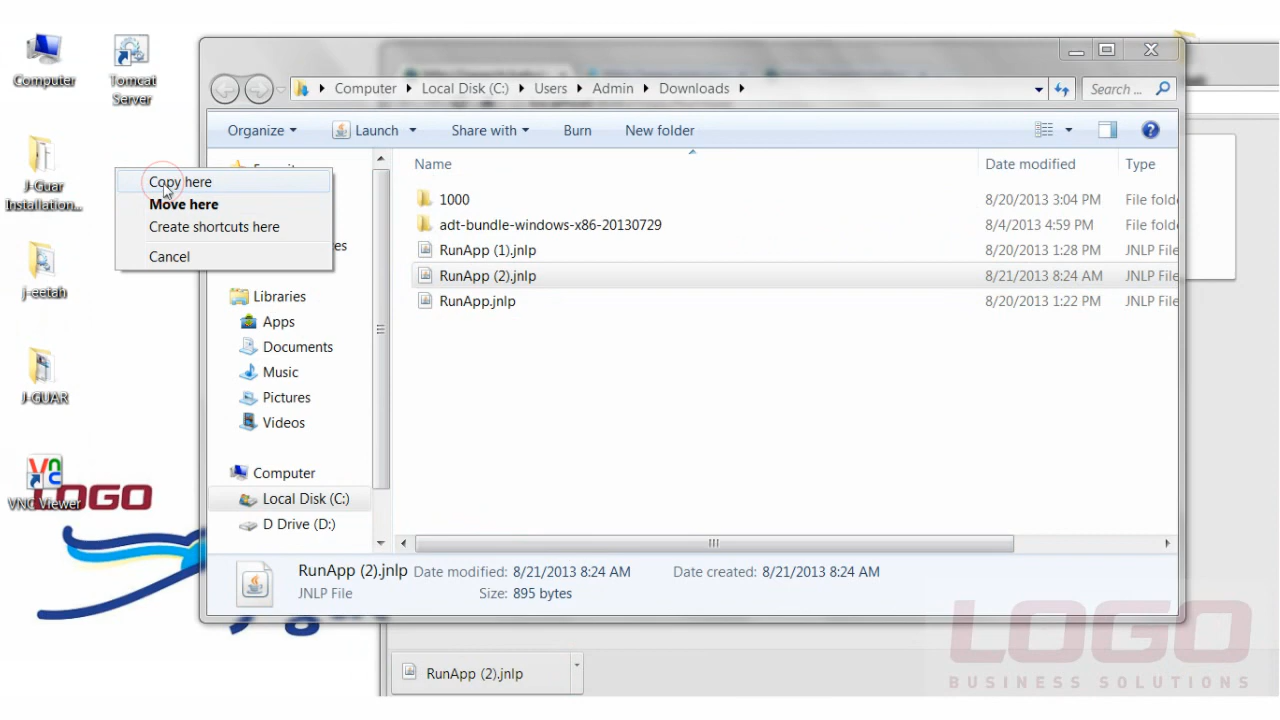 Computer
Tomcat
Server
J-Guar
Installation...
j-eetah
J-GUAR
VNC Viewer
LOGO
Computer
Local Disk (C:)
Users
Admin
Downloads
Search ...
Organize
Launch
Share with
Burn
New folder
Copy here
Move here
Create shortcuts here
Cancel
Libraries
Apps
Documents
Music
Pictures
Videos
Computer
Local Disk (C:)
D Drive (D:)
Name Date modified Type
1000 8/20/2013 3:04 PM File folde
adt-bundle-windows-x86-20130729 8/4/2013 4:59 PM File folde
RunApp (1).jnlp 8/20/2013 1:28 PM JNLP File
RunApp (2).jnlp 8/21/2013 8:24 AM JNLP File
RunApp.jnlp 8/20/2013 1:22 PM JNLP File
RunApp (2).jnlp Date modified: 8/21/2013 8:24 AM Date created: 8/21/2013 8:24 AM
JNLP File Size: 895 bytes
RunApp (2).jnlp
LOGO
BUSINESS SOLUTIONS